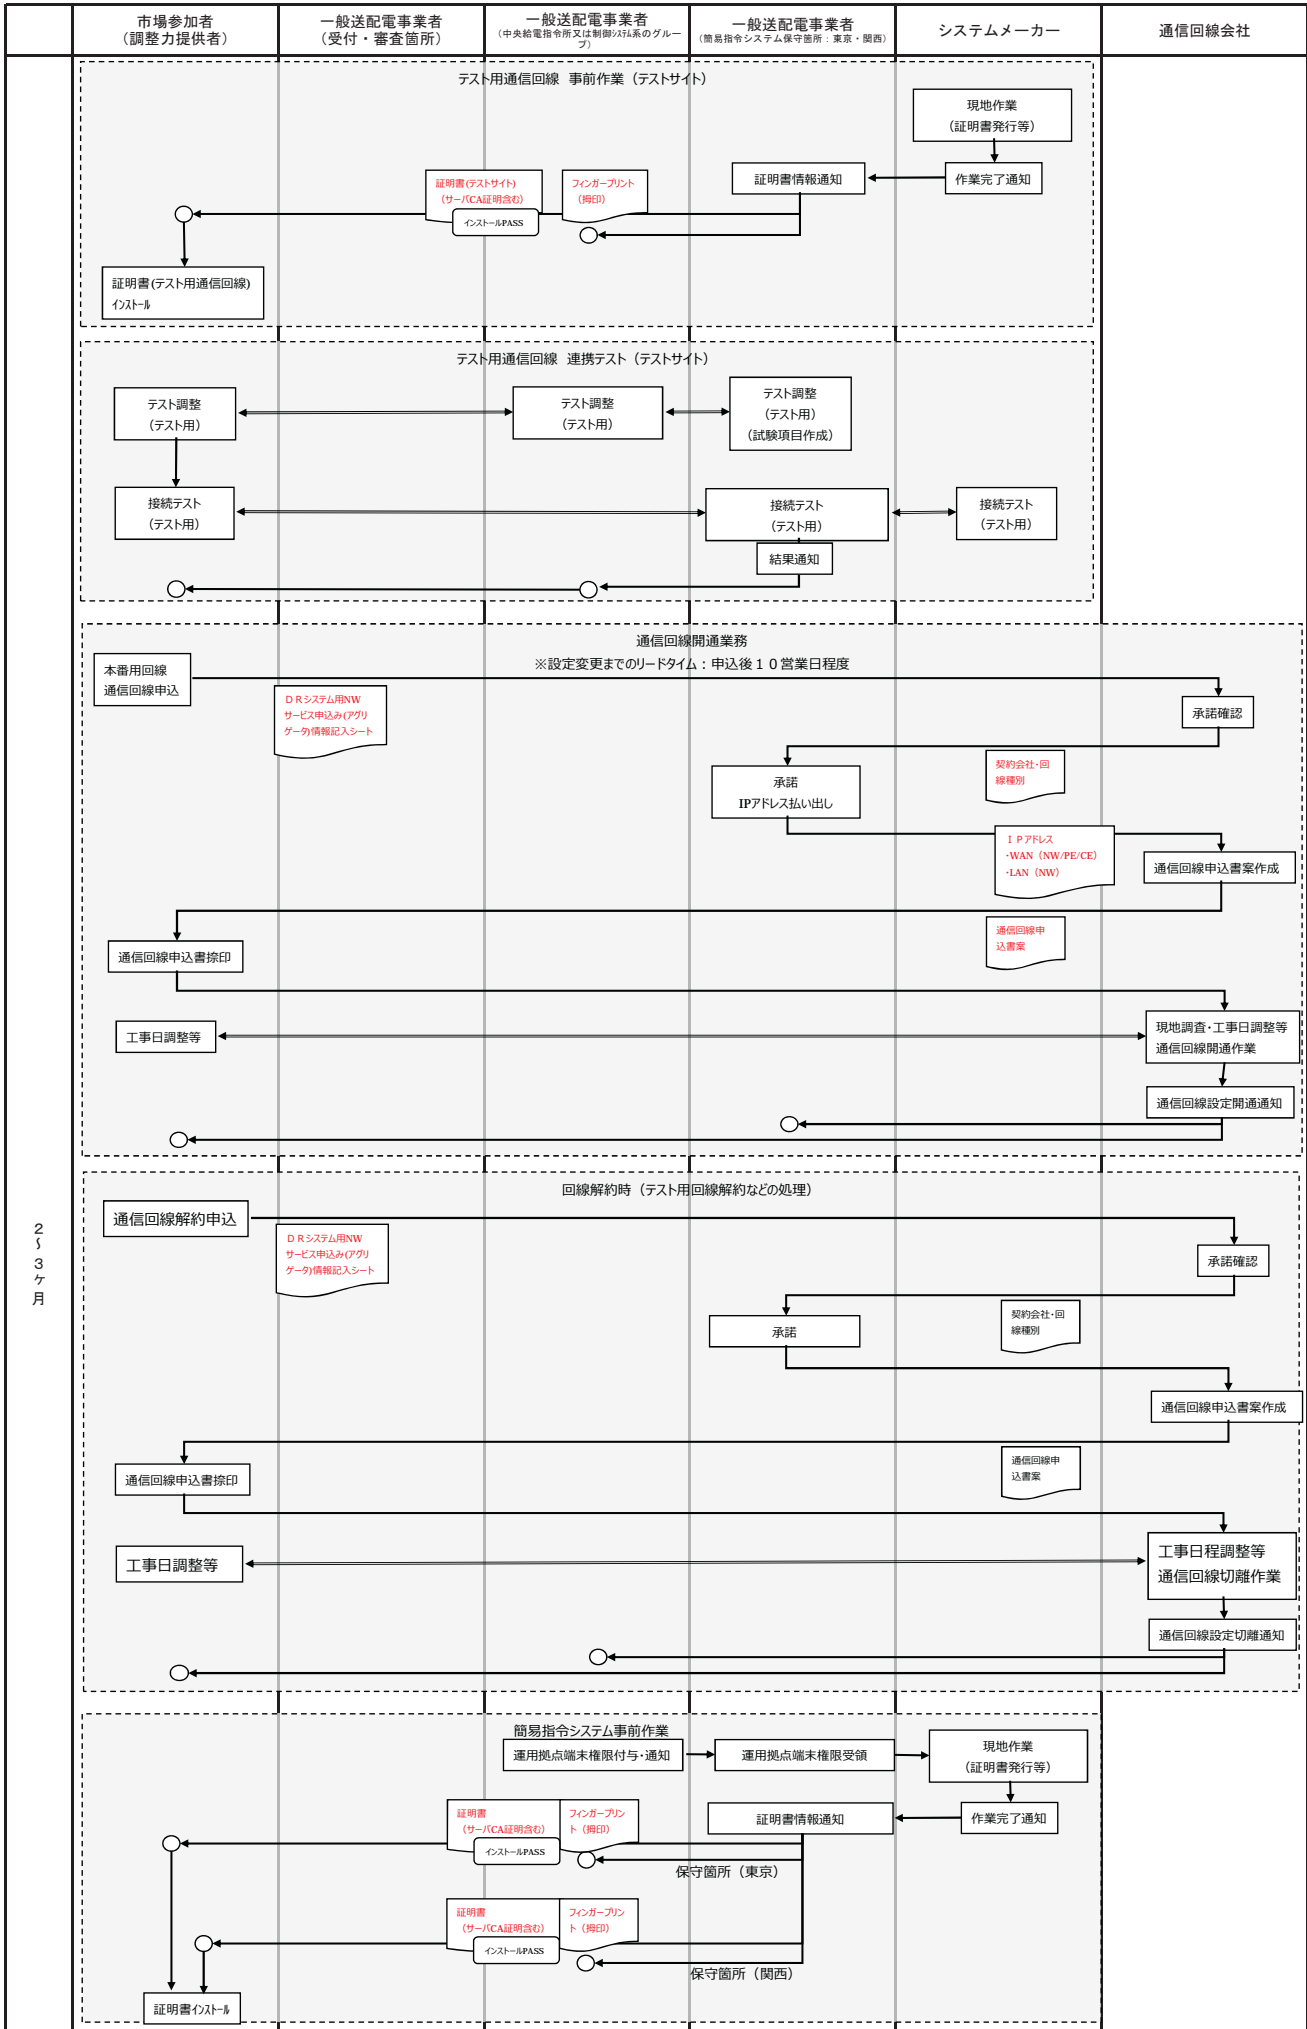 市場参加者
（調整力提供者）
一般送配電事業者
（受付・審査箇所）
一般送配電事業者
（中央給電指令所又は制御ｼｽﾃﾑ系のグルー
プ）
一般送配電事業者
（簡易指令システム保守箇所：東京・関西）
システムメーカー
通信回線会社
２～３ヶ月
テスト用通信回線 事前作業（テストサイト）
現地作業
（証明書発行等）
作業完了通知
証明書情報通知
証明書(テストサイト)
（サーバCA証明含む）
インストールPASS
フィンガープリント
（拇印）
証明書(テスト用通信回線)
インストール
テスト用通信回線 連携テスト（テストサイト）
テスト調整
（テスト用）
テスト調整
（テスト用）
テスト調整
（テスト用）
（試験項目作成）
接続テスト
（テスト用）
接続テスト
（テスト用）
接続テスト
（テスト用）
結果通知
通信回線開通業務
※設定変更までのリードタイム：申込後１０営業日程度
本番用回線
通信回線申込
ＤＲシステム用NW
サービス申込み(アグリ
ゲータ)情報記入シート
承諾確認
契約会社・回
線種別
承諾
IPアドレス払い出し
ＩＰアドレス
・WAN（NW/PE/CE）
・LAN（NW）
通信回線申込書案作成
通信回線申
込書案
通信回線申込書捺印
工事日調整等
現地調査・工事日調整等
通信回線開通作業
通信回線設定開通通知
回線解約時（テスト用回線解約などの処理）
通信回線解約申込
ＤＲシステム用NW
サービス申込み(アグリ
ゲータ)情報記入シート
承諾確認
契約会社・回
線種別
承諾
通信回線申込書案作成
通信回線申
込書案
通信回線申込書捺印
工事日調整等
工事日程調整等
通信回線切離作業
通信回線設定切離通知
簡易指令システム事前作業
運用拠点端末権限付与・通知
運用拠点端末権限受領
現地作業
（証明書発行等）
作業完了通知
証明書情報通知
証明書
（サーバCA証明含む）
インストールPASS
フィンガープリン
ト（拇印）
保守箇所（東京）
証明書
（サーバCA証明含む）
インストールPASS
フィンガープリン
ト（拇印）
保守箇所（関西）
証明書インストール